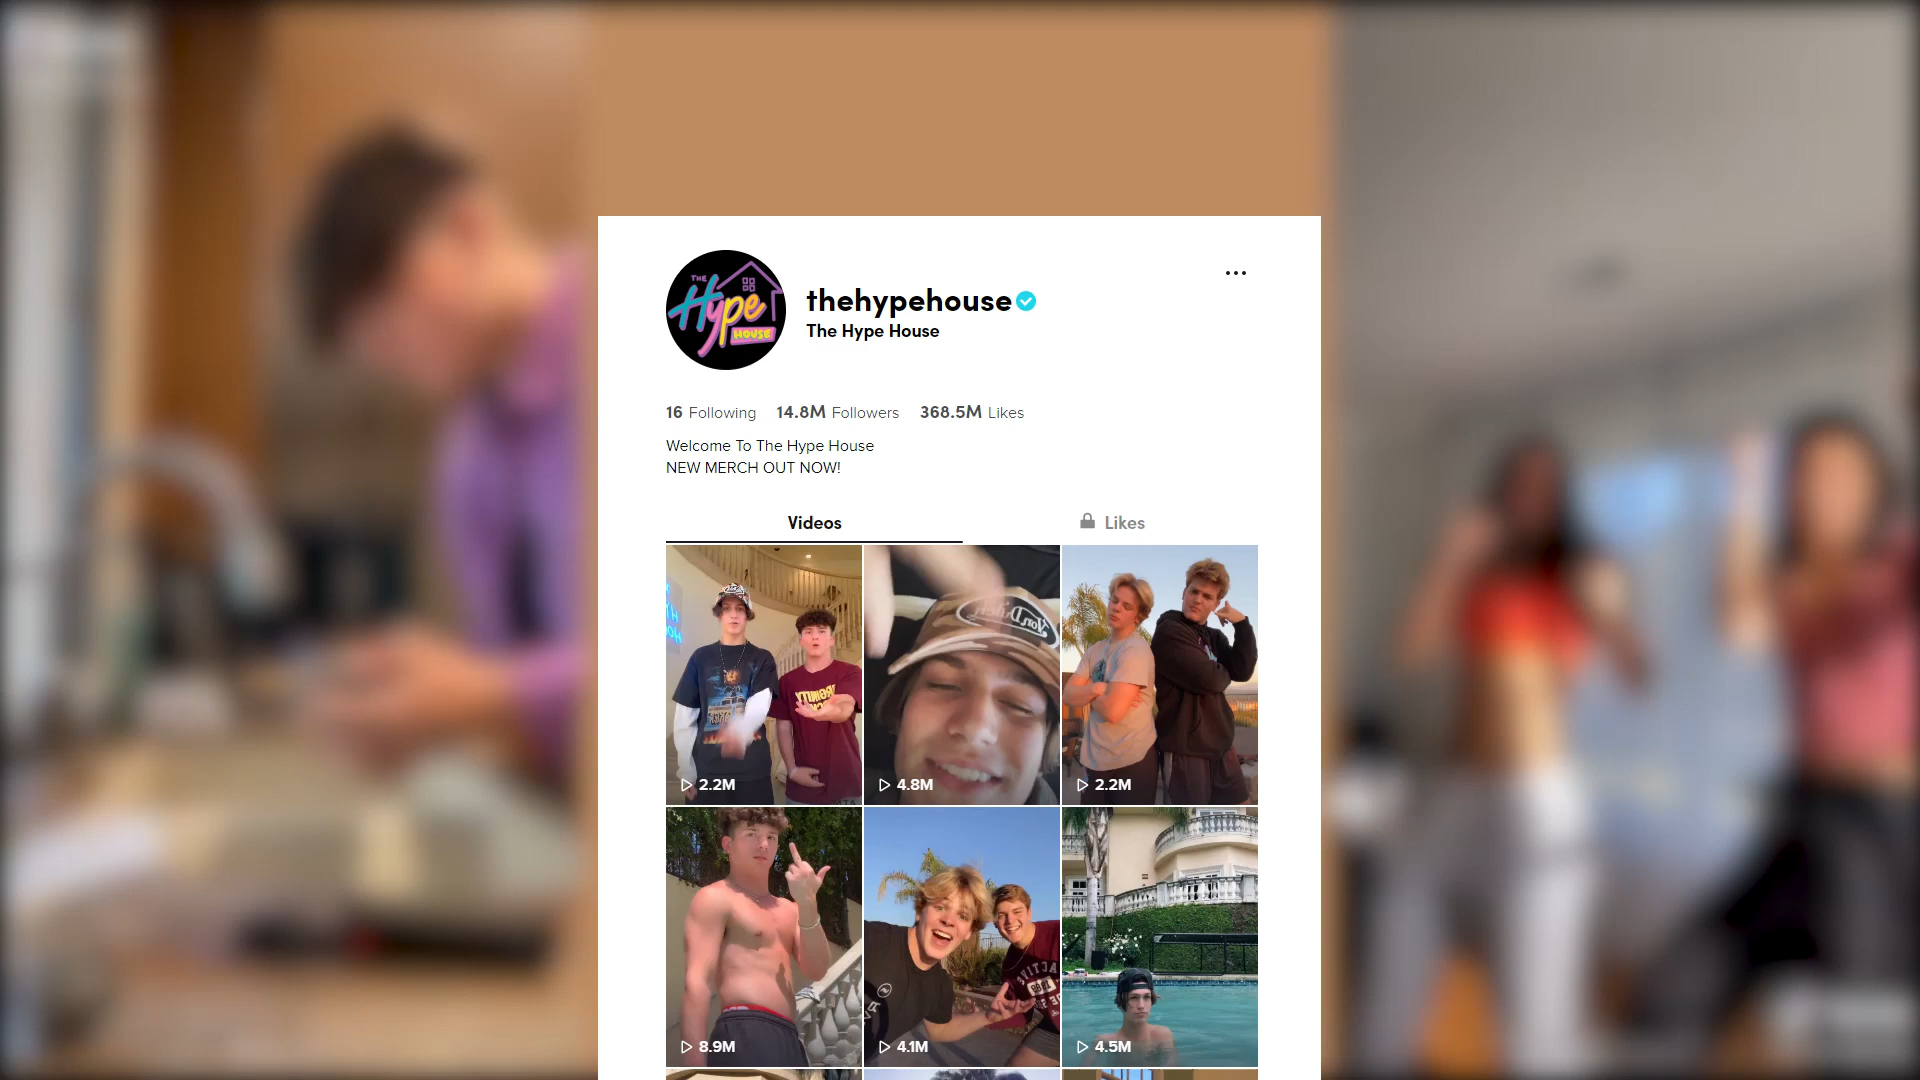 THE
Hype
HOUSE
thehypehouse
The Hype House
16 Following 14.8M Followers 368.5M Likes
Welcome To The Hype House
NEW MERCH OUT NOW!
Videos
Likes
2.2M
4.8M
2.2M
8.9M
4.1M
4.5M